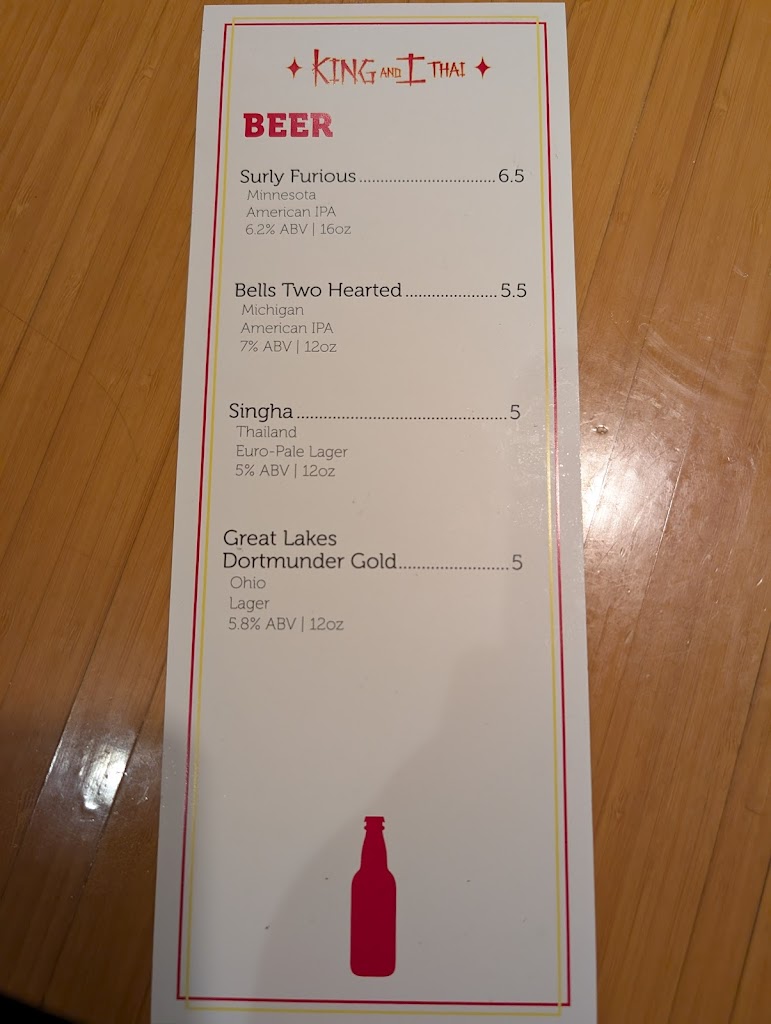 KING AND I THAI
BEER
Surly Furious...............................6.5
Minnesota
American IPA
6.2% ABV | 16oz
Bells Two Hearted.....................5.5
Michigan
American IPA
7% ABV | 12oz
Singha................................................5
Thailand
Euro-Pale Lager
5% ABV | 12oz
Great Lakes
Dortmunder Gold.........................5
Ohio
Lager
5.8% ABV | 12oz